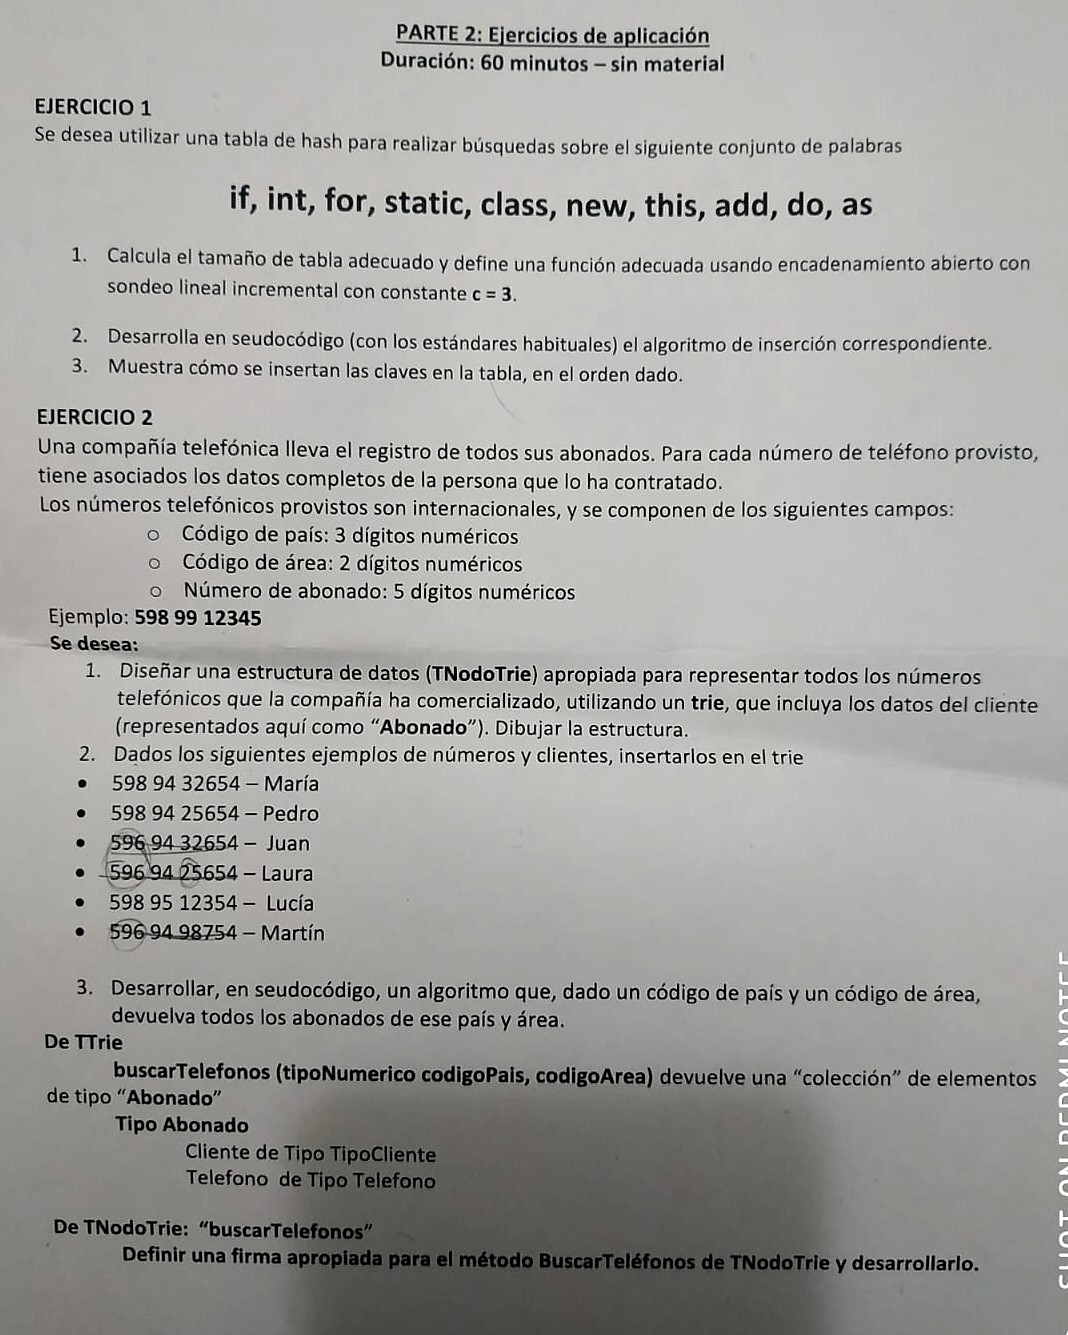 PARTE 2: Ejercicios de aplicación
Duración: 60 minutos – sin material
EJERCICIO 1
Se desea utilizar una tabla de hash para realizar búsquedas sobre el siguiente conjunto de palabras
if, int, for, static, class, new, this, add, do, as
1. Calcula el tamaño de tabla adecuado y define una función adecuada usando encadenamiento abierto con
sondeo lineal incremental con constante c = 3.
2. Desarrolla en seudocódigo (con los estándares habituales) el algoritmo de inserción correspondiente.
3. Muestra cómo se insertan las claves en la tabla, en el orden dado.
EJERCICIO 2
Una compañía telefónica lleva el registro de todos sus abonados. Para cada número de teléfono provisto,
tiene asociados los datos completos de la persona que lo ha contratado.
Los números telefónicos provistos son internacionales, y se componen de los siguientes campos:
o Código de país: 3 dígitos numéricos
o Código de área: 2 dígitos numéricos
o Número de abonado: 5 dígitos numéricos
Ejemplo: 598 99 12345
Se desea:
1. Diseñar una estructura de datos (TNodoTrie) apropiada para representar todos los números
telefónicos que la compañía ha comercializado, utilizando un trie, que incluya los datos del cliente
(representados aquí como “Abonado”). Dibujar la estructura.
2. Dados los siguientes ejemplos de números y clientes, insertarlos en el trie
• 598 94 32654 – María
• 598 94 25654 – Pedro
• 596 94 32654 – Juan
• 596 94 25654 – Laura
• 598 95 12354 – Lucía
• 596 94 98754 – Martín
3. Desarrollar, en seudocódigo, un algoritmo que, dado un código de país y un código de área,
devuelva todos los abonados de ese país y área.
De TTrie
buscarTelefonos (tipoNumerico codigoPais, codigoArea) devuelve una “colección” de elementos
de tipo “Abonado”
Tipo Abonado
Cliente de Tipo TipoCliente
Telefono de Tipo Telefono
De TNodoTrie: “buscarTelefonos”
Definir una firma apropiada para el método BuscarTeléfonos de TNodoTrie y desarrollarlo.
SHOT ON REDMI NOTE